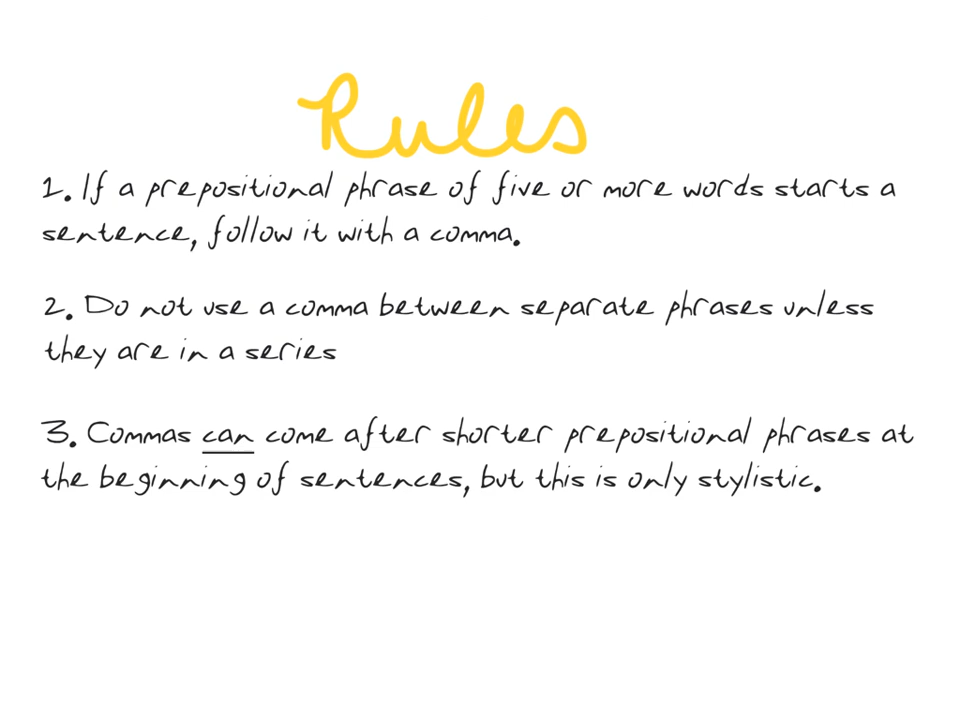 Rules
1. If a prepositional phrase of five or more words starts a
sentence, follow it with a comma.
2. Do not use a comma between separate phrases unless
they are in a series
3. Commas can come after shorter prepositional phrases at
the beginning of sentences, but this is only stylistic.